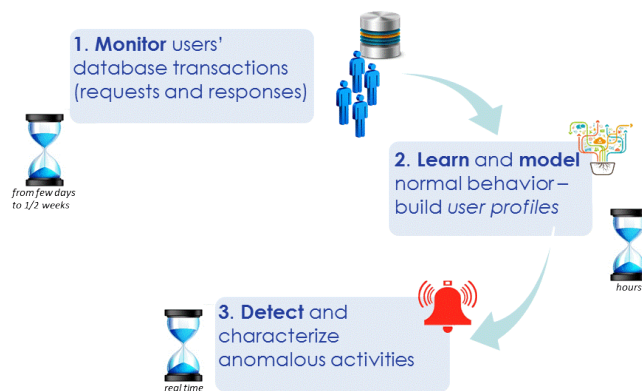 1. Monitor users’
database transactions
(requests and responses)
from few days
to 1/2 weeks
2. Learn and model
normal behavior–
build user profiles
hours
3. Detect and
characterize
anomalous activities
real time